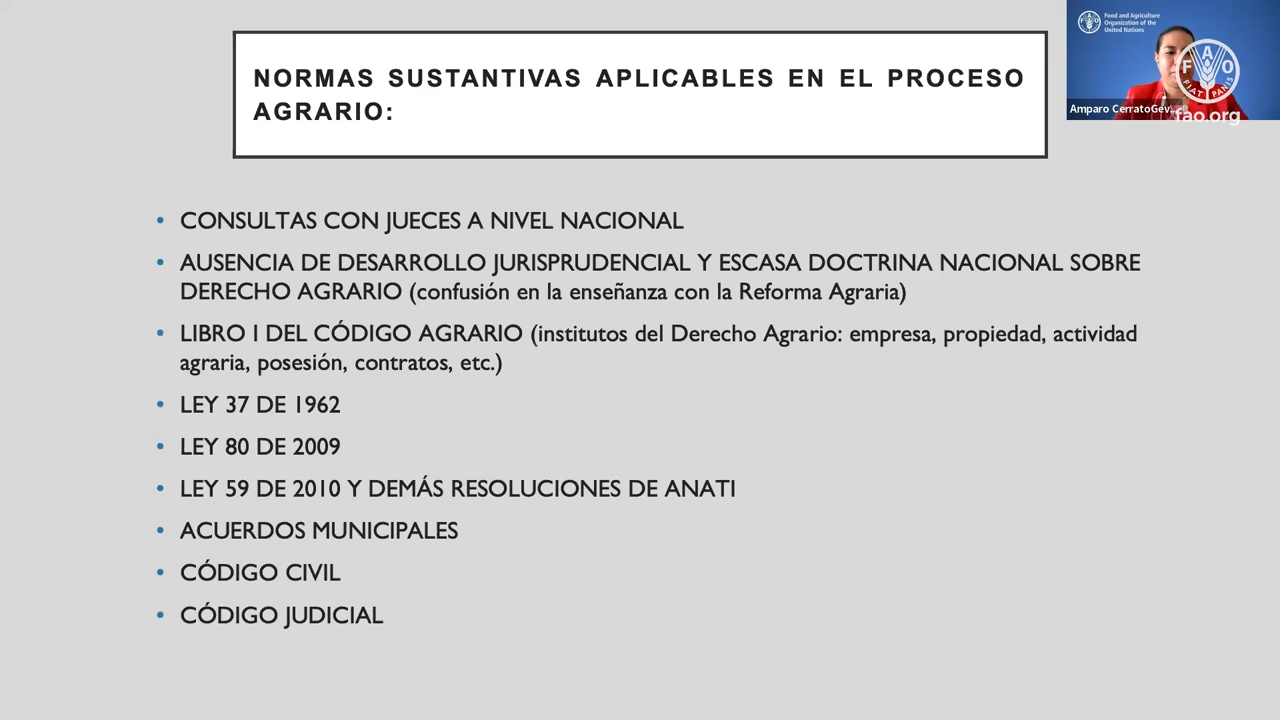 NORMAS SUSTANTIVAS APLICABLES EN EL PROCESO
AGRARIO:
Food and Agriculture
Organization of the
United Nations
FAO
FIAT PANIS
Amparo CerratoGev...
fao.org
• CONSULTAS CON JUECES A NIVEL NACIONAL
• AUSENCIA DE DESARROLLO JURISPRUDENCIAL Y ESCASA DOCTRINA NACIONAL SOBRE
DERECHO AGRARIO (confusión en la enseñanza con la Reforma Agraria)
• LIBRO I DEL CÓDIGO AGRARIO (institutos del Derecho Agrario: empresa, propiedad, actividad
agraria, posesión, contratos, etc.)
• LEY 37 DE 1962
• LEY 80 DE 2009
• LEY 59 DE 2010 Y DEMÁS RESOLUCIONES DE ANATI
• ACUERDOS MUNICIPALES
• CÓDIGO CIVIL
• CÓDIGO JUDICIAL